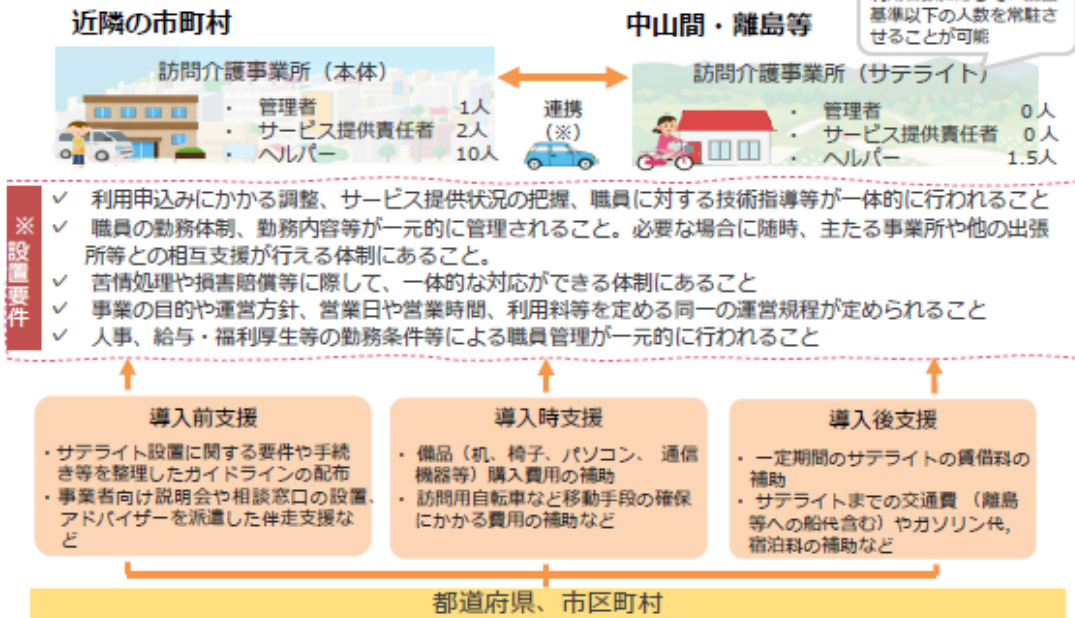 近隣の市町村
中山間・離島等
基準以下の人数を常駐さ
せることが可能
訪問介護事業所（本体）
・ 管理者 1人
・ サービス提供責任者 2人
・ ヘルパー 10人
連携
（※）
訪問介護事業所（サテライト）
・ 管理者 0人
・ サービス提供責任者 0人
・ ヘルパー 1.5人
※設置要件
✓ 利用申込みにかかる調整、サービス提供状況の把握、職員に対する技術指導等が一体的に行われること
✓ 職員の勤務体制、勤務内容等が一元的に管理されること。必要な場合に随時、主たる事業所や他の出張
所等との相互支援が行える体制にあること。
✓ 苦情処理や損害賠償等に際して、一体的な対応ができる体制にあること
✓ 事業の目的や運営方針、営業日や営業時間、利用料等を定める同一の運営規程が定められること
✓ 人事、給与・福利厚生等の勤務条件等による職員管理が一元的に行われること
導入前支援
・サテライト設置に関する要件や手続
き等を整理したガイドラインの配布
・事業者向け説明会や相談窓口の設置、
アドバイザーを派遣した伴走支援な
ど
導入時支援
・ 備品（机、椅子、パソコン、 通信
機器等）購入費用の補助
・ 訪問用自転車など移動手段の確保
にかかる費用の補助など
導入後支援
・ 一定期間のサテライトの賃借料の
補助
・ サテライトまでの交通費 （離島
等への船代含む）やガソリン代,
宿泊料の補助など
都道府県、市区町村